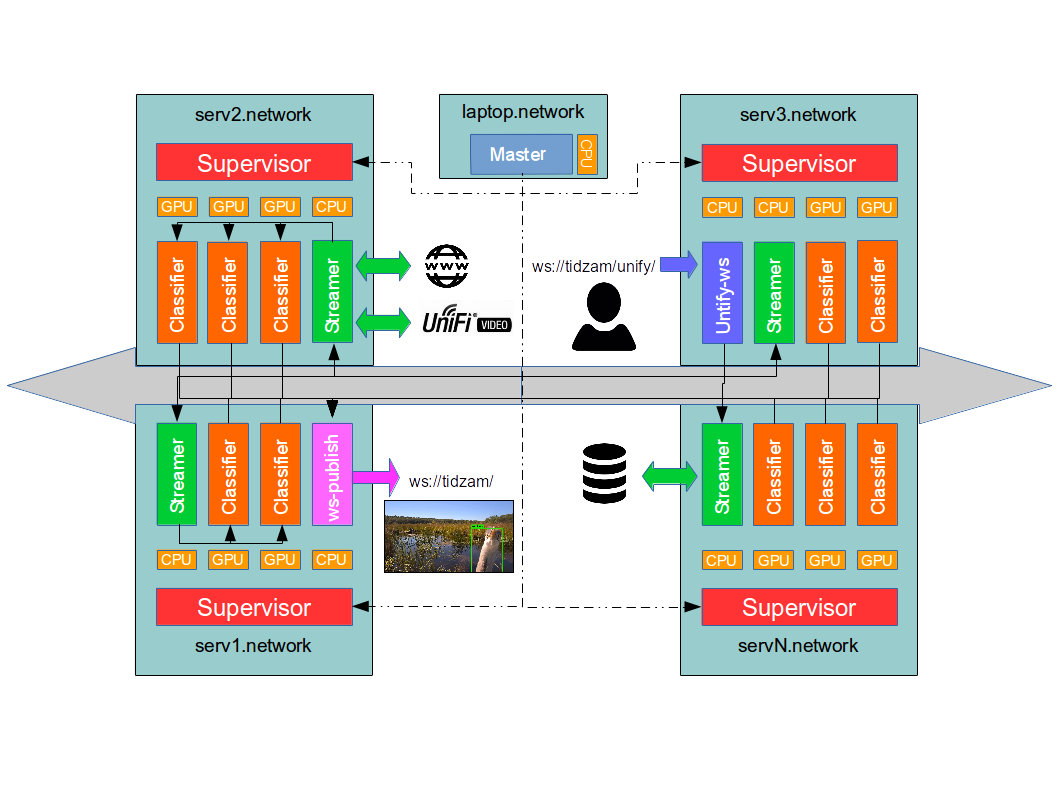 serv2.network
Supervisor
GPU GPU GPU CPU
Classifier
Classifier
Classifier
Streamer
laptop.network
Master
CPU
serv3.network
Supervisor
CPU CPU GPU GPU
Untify-ws
Streamer
Classifier
Classifier
WWW
UniFi® VIDEO
ws://tidzam/unify/
Streamer
Classifier
Classifier
ws-publish
CPU GPU GPU CPU
Supervisor
serv1.network
ws://tidzam/
Streamer
Classifier
Classifier
Classifier
CPU GPU GPU GPU
Supervisor
servN.network